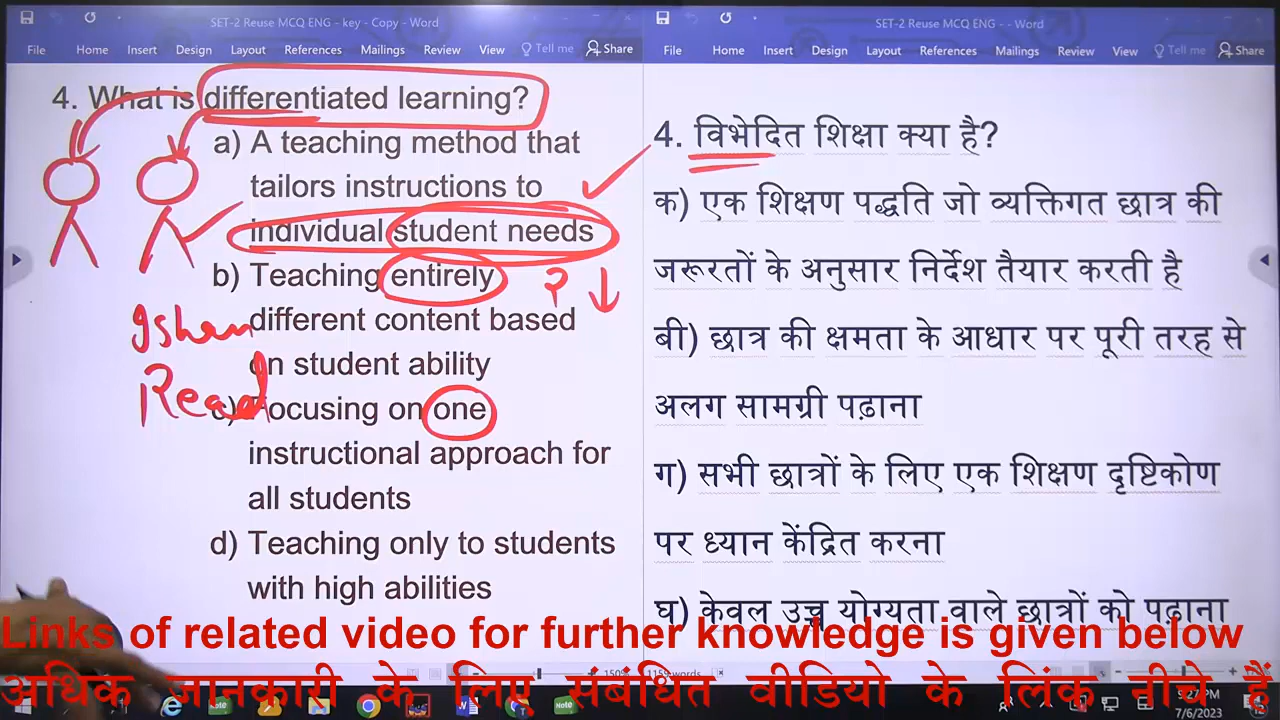 SET-2 Reuse MCQ ENG - key - Copy - Word
File Home Insert Design Layout References Mailings Review View Tell me Share
4. What is differentiated learning?
a) A teaching method that
tailors instructions to
individual student needs
b) Teaching entirely
different content based
on student ability
c) Focusing on one
instructional approach for
all students
d) Teaching only to students
with high abilities
Read
SET-2 Reuse MCQ ENG - - Word
File Home Insert Design Layout References Mailings Review View Tell me Share
4. विभेदित शिक्षा क्या है?
क) एक शिक्षण पद्धति जो व्यक्तिगत छात्र की
जरूरतों के अनुसार निर्देश तैयार करती है
बी) छात्र की क्षमता के आधार पर पूरी तरह से
अलग सामग्री पढ़ाना
ग) सभी छात्रों के लिए एक शिक्षण दृष्टिकोण
पर ध्यान केंद्रित करना
घ) केवल उच्च योग्यता वाले छात्रों को पढ़ाना
Links of related video for further knowledge is given below
अधिक जानकारी के लिए संबंधित वीडियो के लिंक नीचे हैं
9:27 PM
7/6/2023